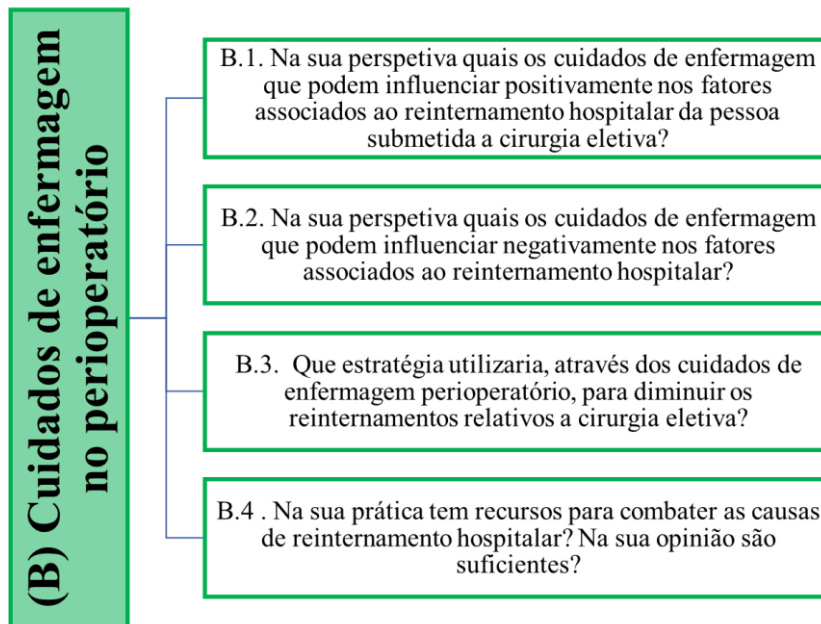 (B) Cuidados de enfermagem
no perioperatório
B.1. Na sua perspetiva quais os cuidados de enfermagem
que podem influenciar positivamente nos fatores
associados ao reinternamento hospitalar da pessoa
submetida a cirurgia eletiva?
B.2. Na sua perspetiva quais os cuidados de enfermagem
que podem influenciar negativamente nos fatores
associados ao reinternamento hospitalar?
B.3. Que estratégia utilizaria, através dos cuidados de
enfermagem perioperatório, para diminuir os
reinternamentos relativos a cirurgia eletiva?
B.4 . Na sua prática tem recursos para combater as causas
de reinternamento hospitalar? Na sua opinião são
suficientes?